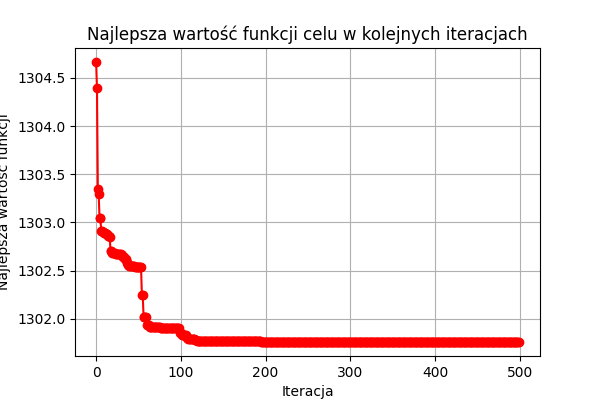 Najlepsza wartość funkcji celu w kolejnych iteracjach
Najlepsza wartość funkcji
1304.5
1304.0
1303.5
1303.0
1302.5
1302.0
0 100 200 300 400 500
Iteracja